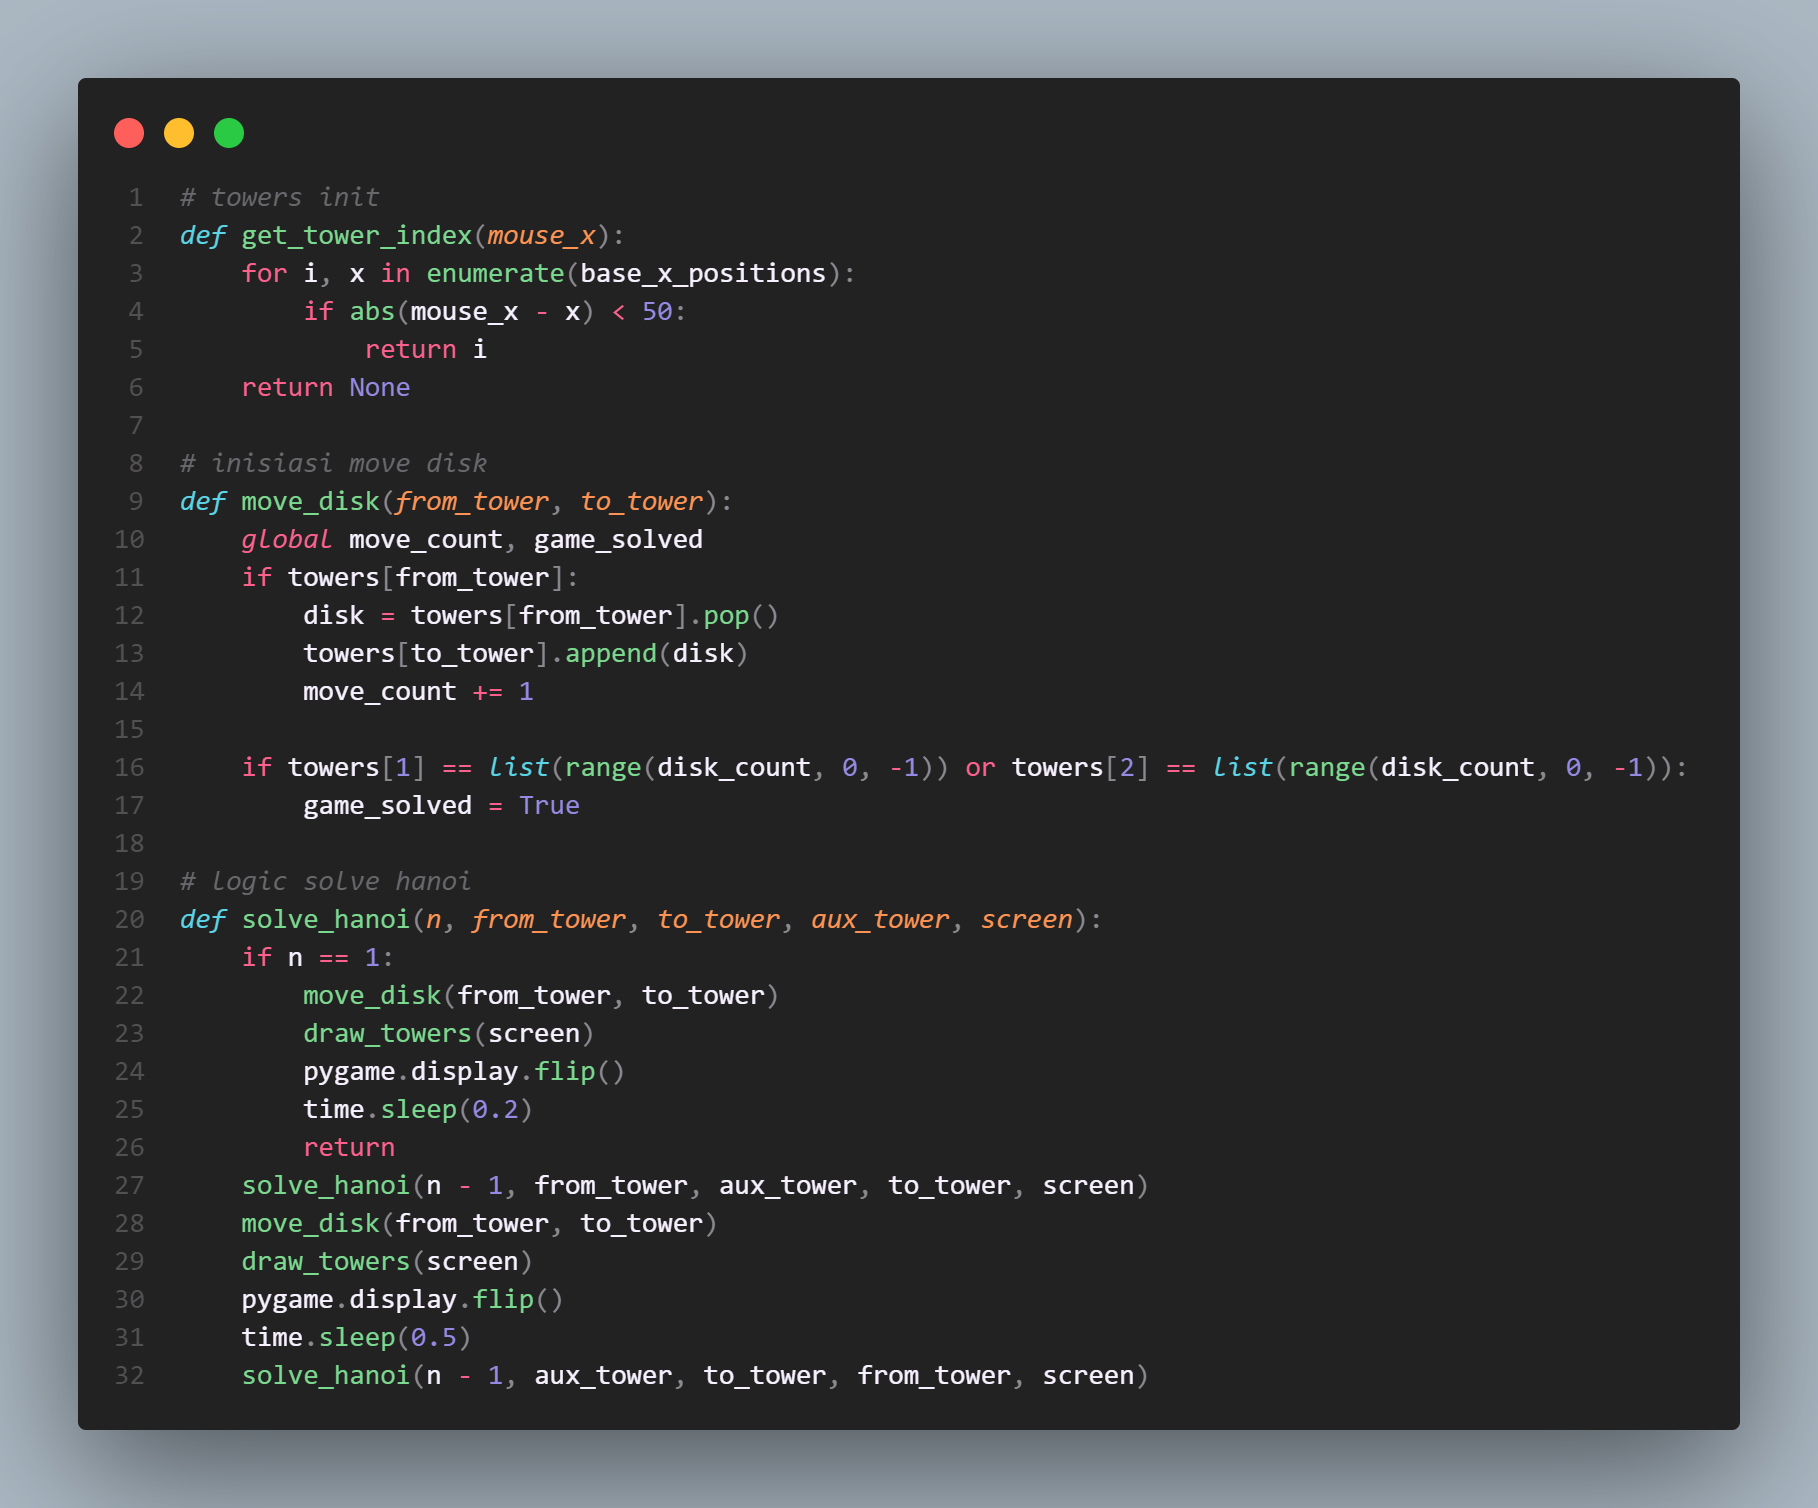 1 # towers init
2 def get_tower_index(mouse_x):
3     for i, x in enumerate(base_x_positions):
4         if abs(mouse_x - x) < 50:
5             return i
6     return None
7
8 # inisiasi move disk
9 def move_disk(from_tower, to_tower):
10     global move_count, game_solved
11     if towers[from_tower]:
12         disk = towers[from_tower].pop()
13         towers[to_tower].append(disk)
14         move_count += 1
15
16     if towers[1] == list(range(disk_count, 0, -1)) or towers[2] == list(range(disk_count, 0, -1)):
17         game_solved = True
18
19 # logic solve hanoi
20 def solve_hanoi(n, from_tower, to_tower, aux_tower, screen):
21     if n == 1:
22         move_disk(from_tower, to_tower)
23         draw_towers(screen)
24         pygame.display.flip()
25         time.sleep(0.2)
26         return
27     solve_hanoi(n - 1, from_tower, aux_tower, to_tower, screen)
28     move_disk(from_tower, to_tower)
29     draw_towers(screen)
30     pygame.display.flip()
31     time.sleep(0.5)
32     solve_hanoi(n - 1, aux_tower, to_tower, from_tower, screen)